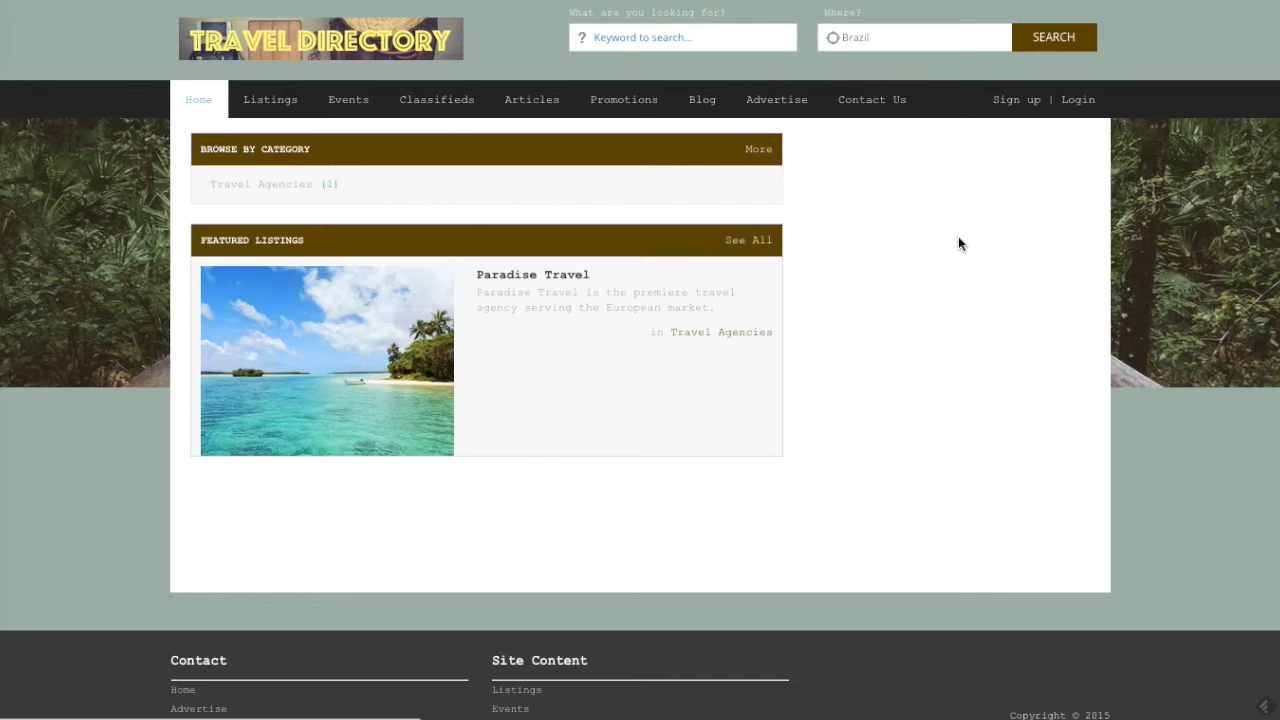 What are you looking for?
Where?
TRAVEL DIRECTORY
? Keyword to search...
Brazil
SEARCH
Home
Listings
Events
Classifieds
Articles
Promotions
Blog
Advertise
Contact Us
Sign up | Login
BROWSE BY CATEGORY
More
Travel Agencies (1)
FEATURED LISTINGS
See All
Paradise Travel
Paradise Travel is the premiere travel
agency serving the European market.
in Travel Agencies
Contact
Site Content
Home
Listings
Advertise
Events
Copyright © 2015